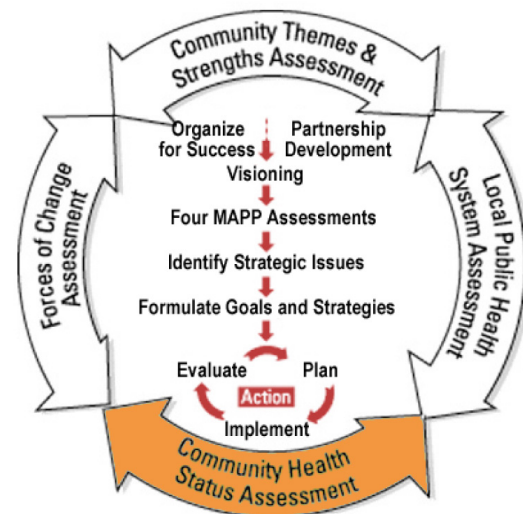 Community Themes &
Strengths Assessment
Organize
for Success
Partnership
Development
Visioning
Four MAPP Assessments
Identify Strategic Issues
Formulate Goals and Strategies
Evaluate
Plan
Action
Implement
Forces of Change
Assessment
Local Public Health
System Assessment
Community Health
Status Assessment